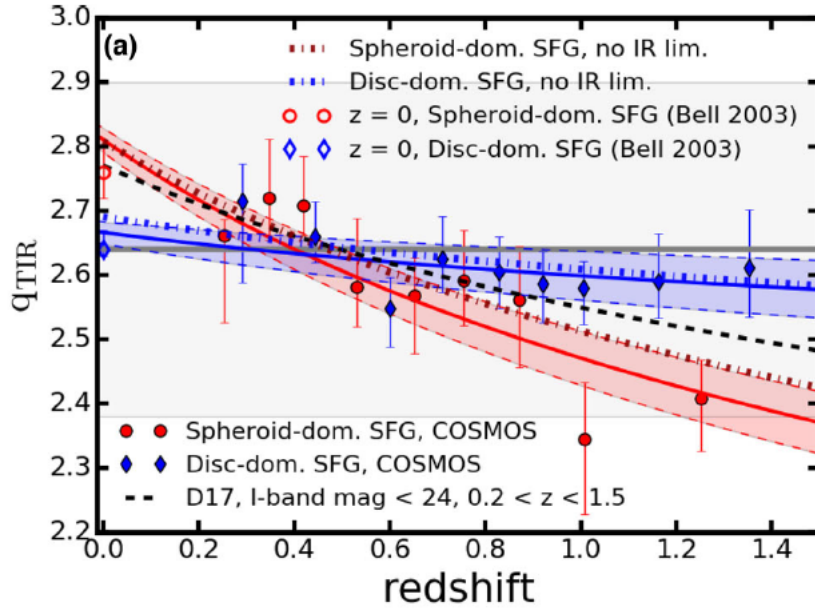 (a)
Spheroid-dom. SFG, no IR lim.
Disc-dom. SFG, no IR lim.
z = 0, Spheroid-dom. SFG (Bell 2003)
z = 0, Disc-dom. SFG (Bell 2003)
3.0
2.9
2.8
2.7
2.6
2.5
2.4
2.3
2.2
qTIR
Spheroid-dom. SFG, COSMOS
Disc-dom. SFG, COSMOS
D17, I-band mag < 24, 0.2 < z < 1.5
0.0 0.2 0.4 0.6 0.8 1.0 1.2 1.4
redshift